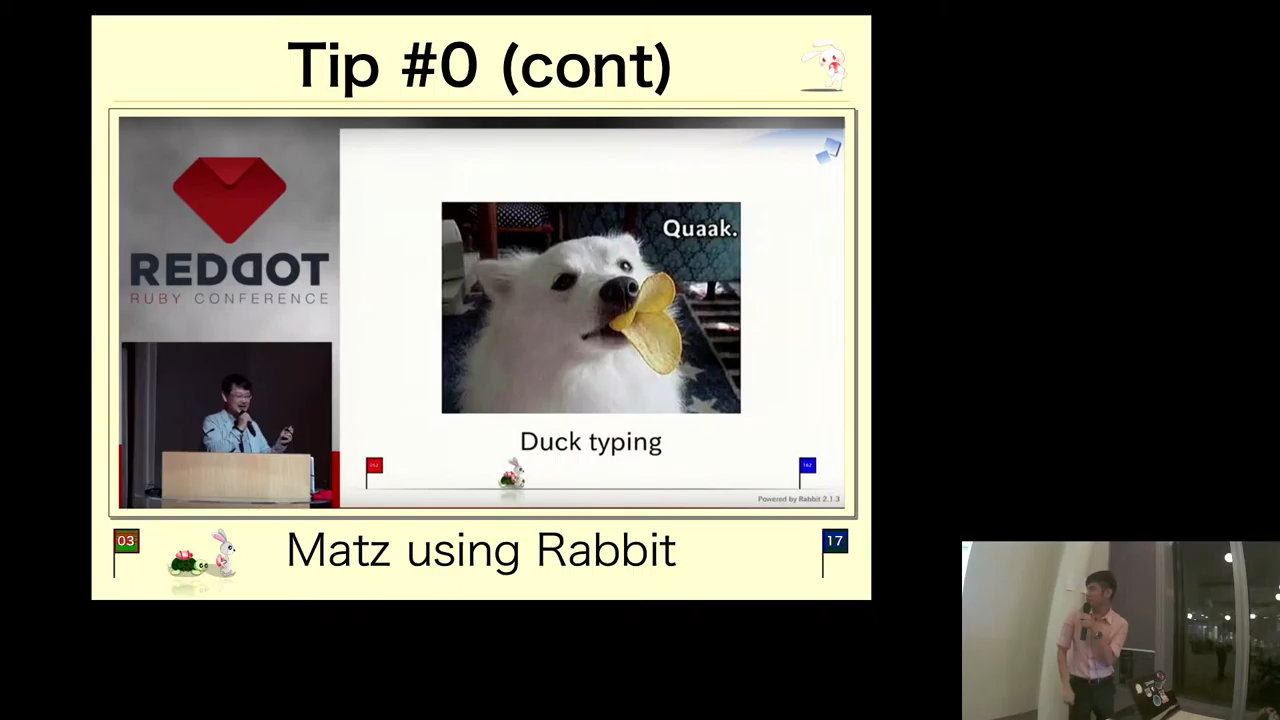 Tip #0 (cont)
REDDOT
RUBY CONFERENCE
Quaak.
Duck typing
Powered by Rabbit 2.1.3
03
Matz using Rabbit
17